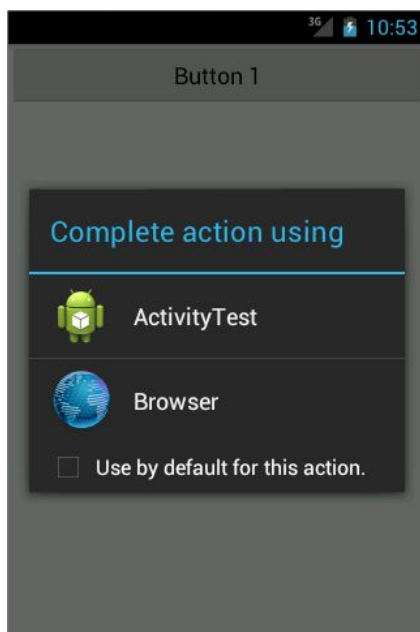 3G 10:53
Button 1
Complete action using
ActivityTest
Browser
Use by default for this action.